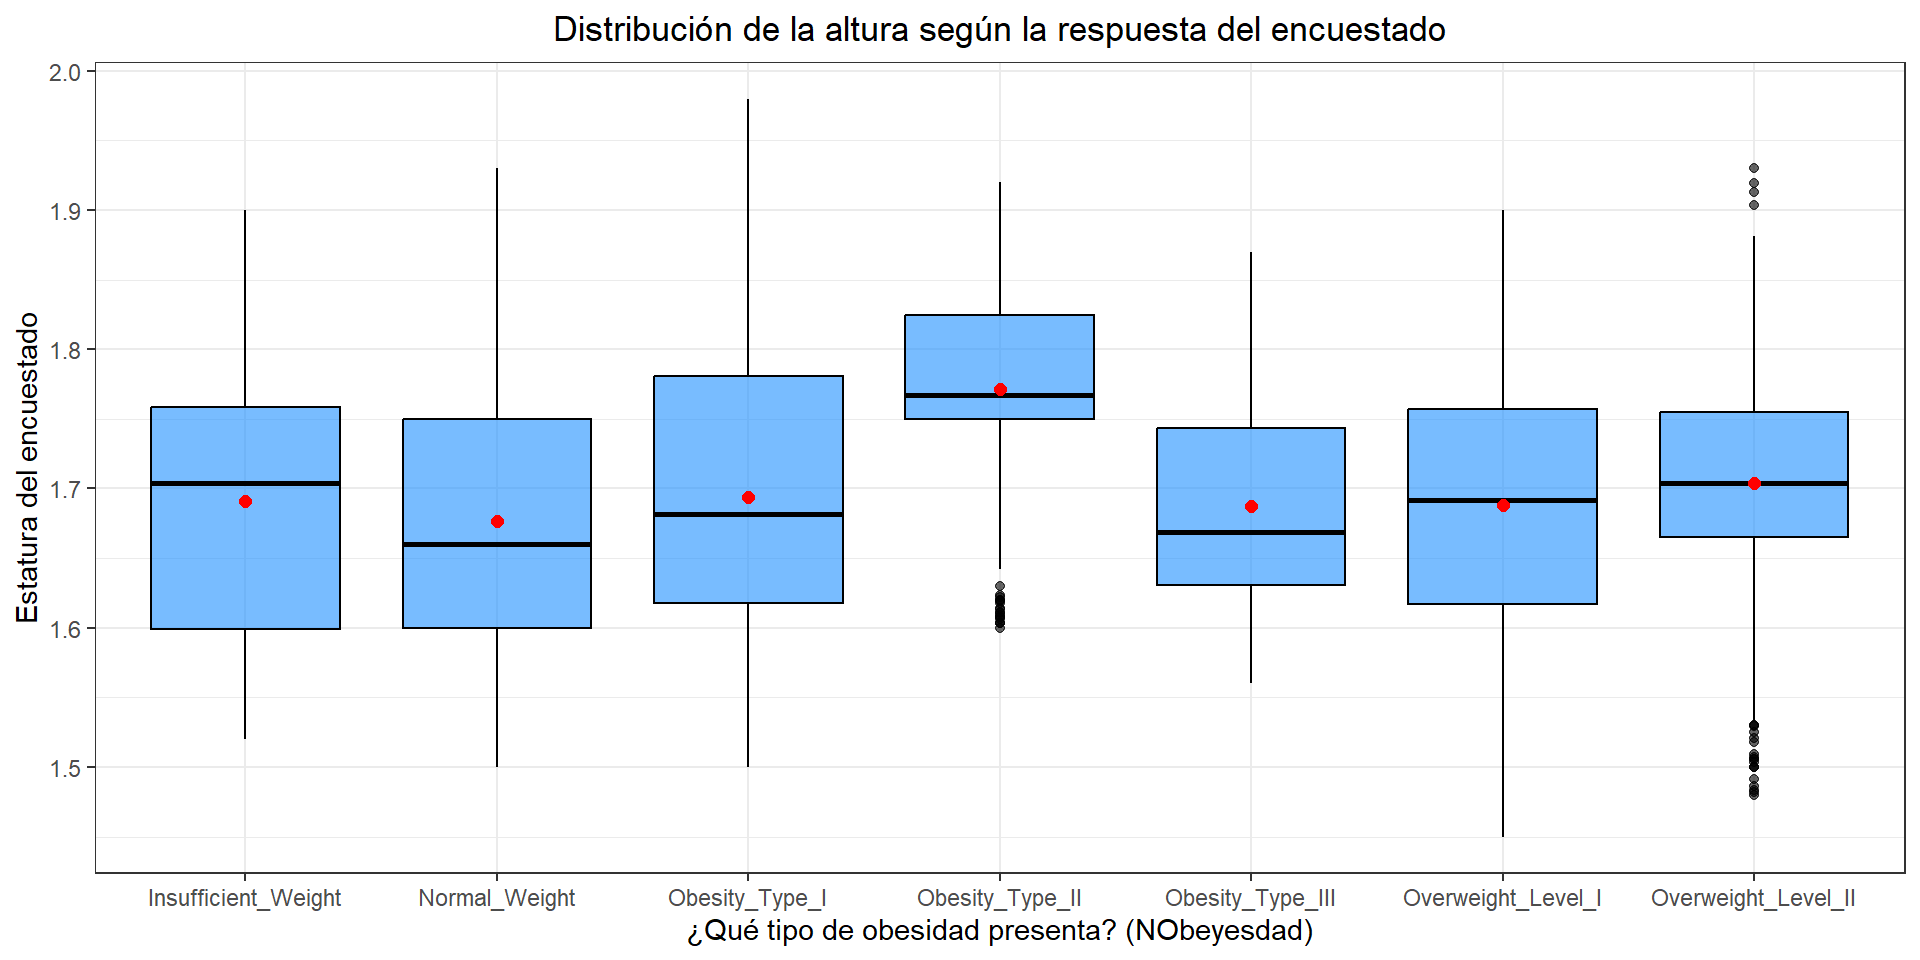 Distribución de la altura según la respuesta del encuestado
Estatura del encuestado
2.0
1.9
1.8
1.7
1.6
1.5
Insufficient_Weight
Normal_Weight
Obesity_Type_I
Obesity_Type_II
Obesity_Type_III
Overweight_Level_I
Overweight_Level_II
¿Qué tipo de obesidad presenta? (NObeyesdad)